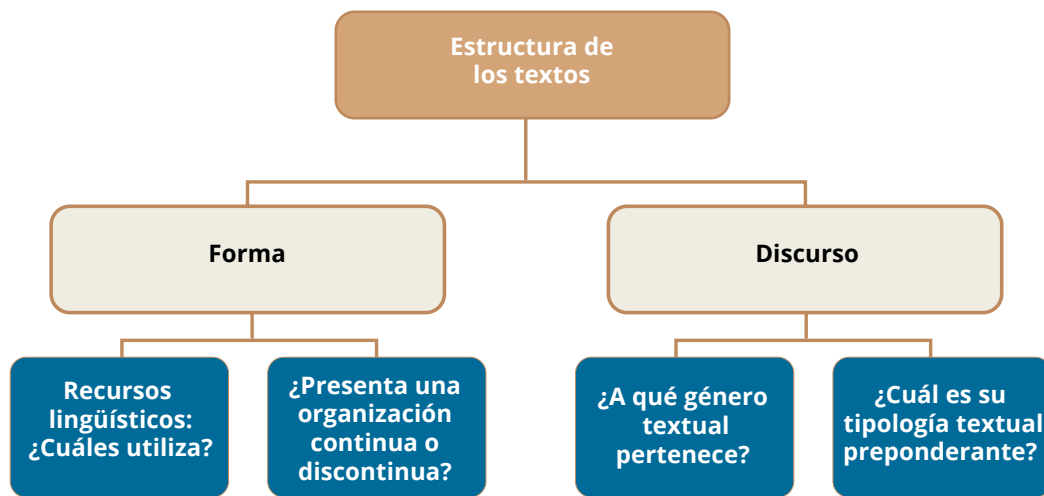 Estructura de
los textos
Forma
Discurso
Recursos
lingüísticos:
¿Cuáles utiliza?
¿Presenta una
organización
continua o
discontinua?
¿A qué género
textual
pertenece?
¿Cuál es su
tipología textual
preponderante?